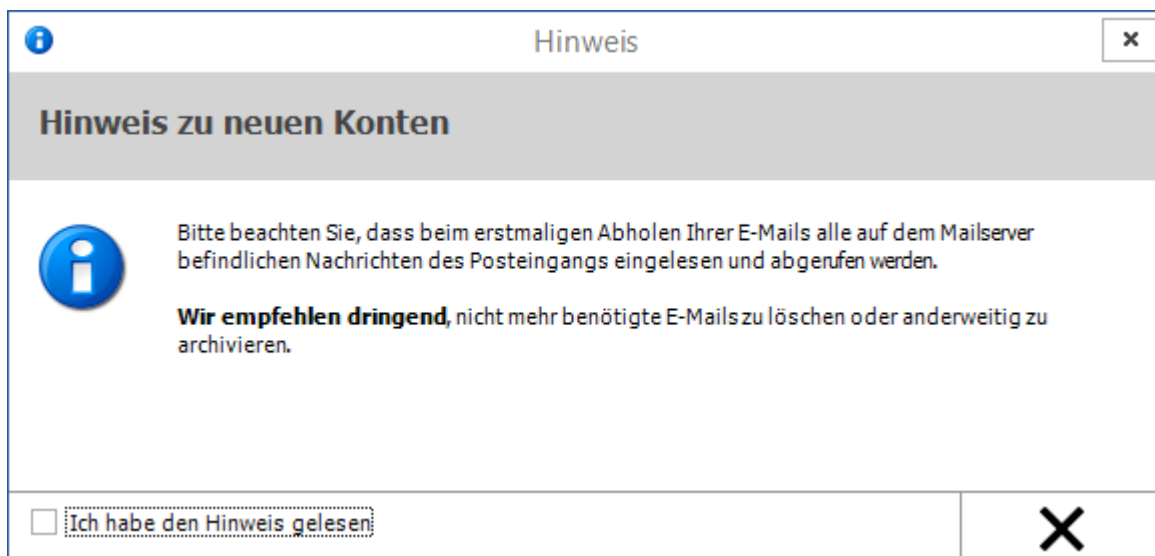 Hinweis
Hinweis zu neuen Konten
Bitte beachten Sie, dass beim erstmaligen Abholen Ihrer E-Mails alle auf dem Mailserver
befindlichen Nachrichten des Posteingangs eingelesen und abgerufen werden.
Wir empfehlen dringend, nicht mehr benötigte E-Mails zu löschen oder anderweitig zu
archivieren.
Ich habe den Hinweis gelesen